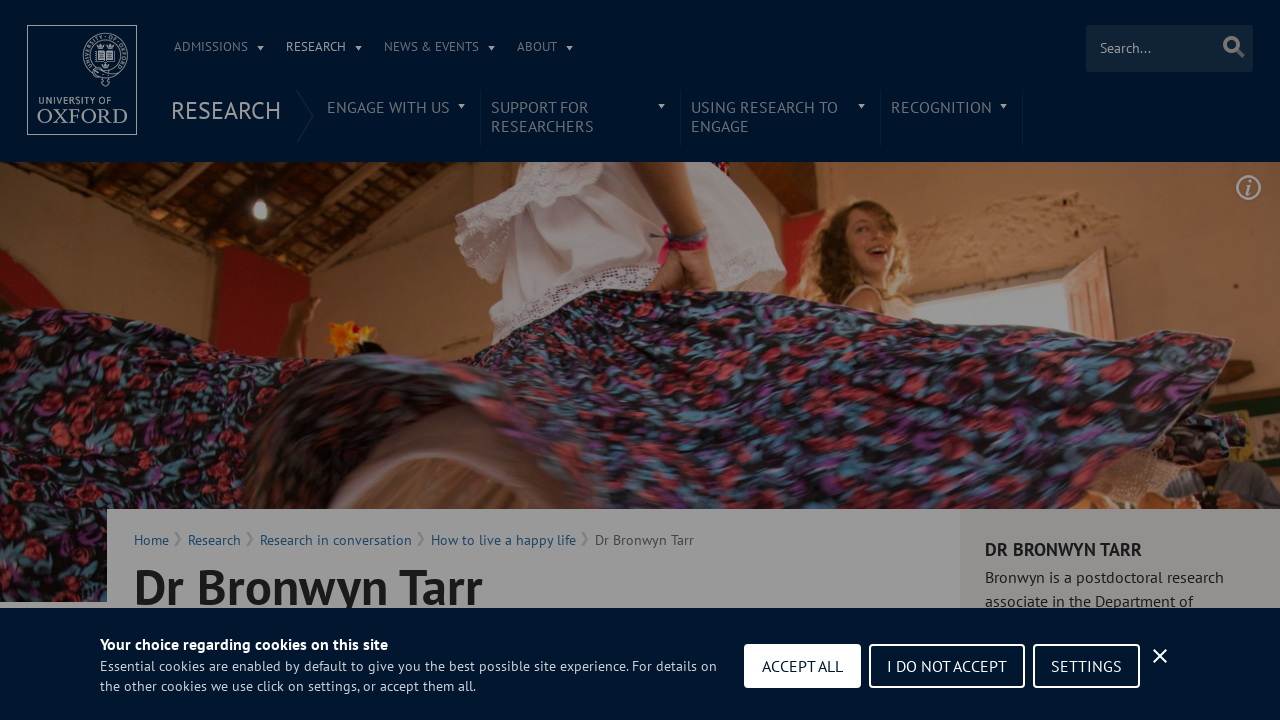 UNIVERSITY OF
OXFORD
ADMISSIONS
RESEARCH
NEWS & EVENTS
ABOUT
Search...
RESEARCH
ENGAGE WITH US
SUPPORT FOR
RESEARCHERS
USING RESEARCH TO
ENGAGE
RECOGNITION
Home
Research
Research in conversation
How to live a happy life
Dr Bronwyn Tarr
Dr Bronwyn Tarr
DR BRONWYN TARR
Bronwyn is a postdoctoral research
associate in the Department of
Your choice regarding cookies on this site
Essential cookies are enabled by default to give you the best possible site experience. For details on
the other cookies we use click on settings, or accept them all.
ACCEPT ALL
I DO NOT ACCEPT
SETTINGS